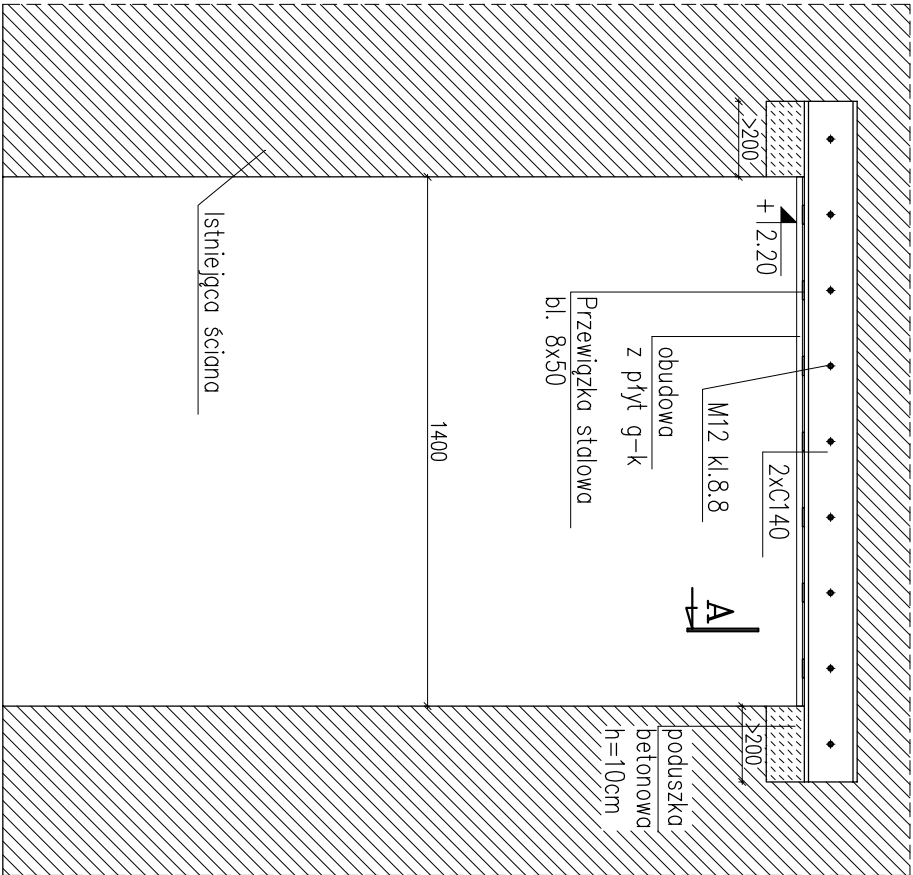 >200
+ 2.20
Przewiązka stalowa
bl. 8x50
obudowa
z płyt g-k
M12 kl.8.8
2xC140
A
>200
poduszka
betonowa
h=10cm
1400
Istniejąca ściana